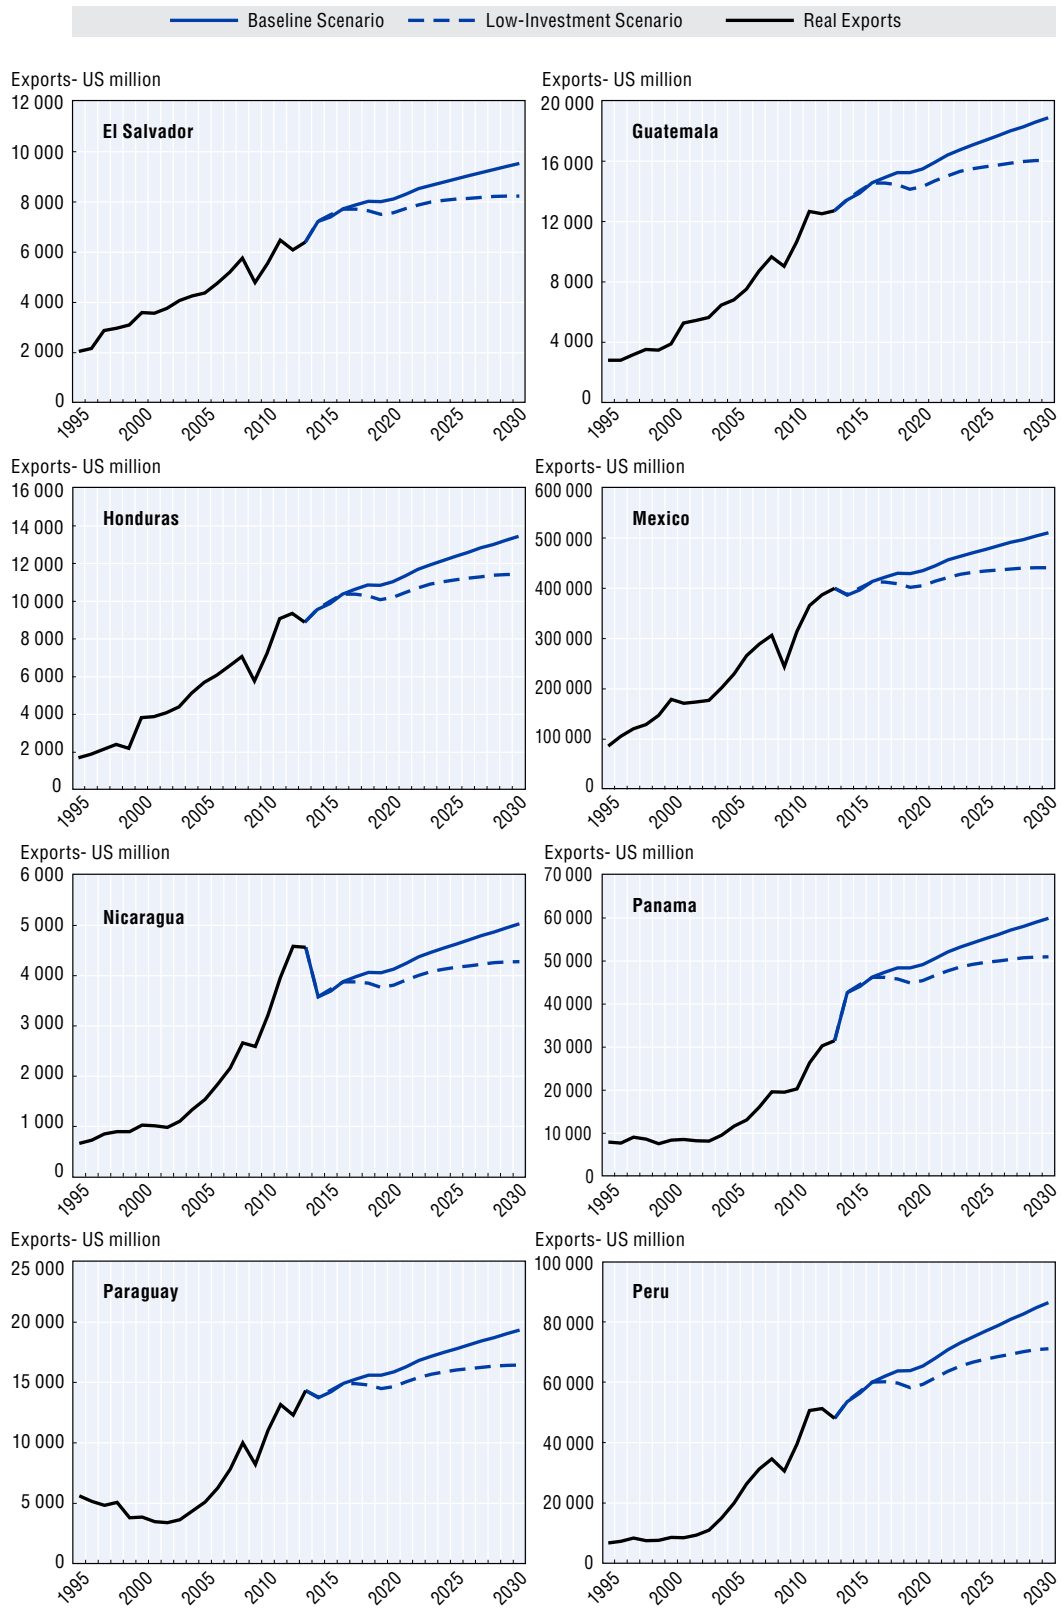 Baseline Scenario Low-Investment Scenario Real Exports
Exports- US million
12 000
10 000
8 000
6 000
4 000
2 000
0
El Salvador
1995 2000 2005 2010 2015 2020 2025 2030
Exports- US million
20 000
16 000
12 000
8 000
4 000
0
Guatemala
1995 2000 2005 2010 2015 2020 2025 2030
Exports- US million
16 000
14 000
12 000
10 000
8 000
6 000
4 000
2 000
0
Honduras
1995 2000 2005 2010 2015 2020 2025 2030
Exports- US million
600 000
500 000
400 000
300 000
200 000
100 000
0
Mexico
1995 2000 2005 2010 2015 2020 2025 2030
Exports- US million
6 000
5 000
4 000
3 000
2 000
1 000
0
Nicaragua
1995 2000 2005 2010 2015 2020 2025 2030
Exports- US million
70 000
60 000
50 000
40 000
30 000
20 000
10 000
0
Panama
1995 2000 2005 2010 2015 2020 2025 2030
Exports- US million
25 000
20 000
15 000
10 000
5 000
0
Paraguay
1995 2000 2005 2010 2015 2020 2025 2030
Exports- US million
100 000
80 000
60 000
40 000
20 000
0
Peru
1995 2000 2005 2010 2015 2020 2025 2030